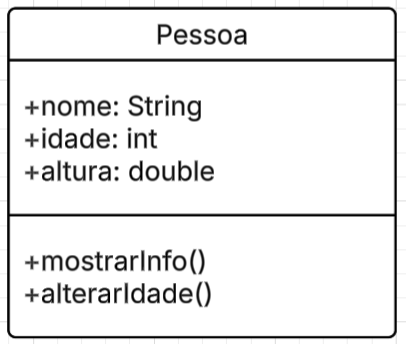 Pessoa
+nome: String
+idade: int
+altura: double
+mostrarInfo()
+alterarIdade()